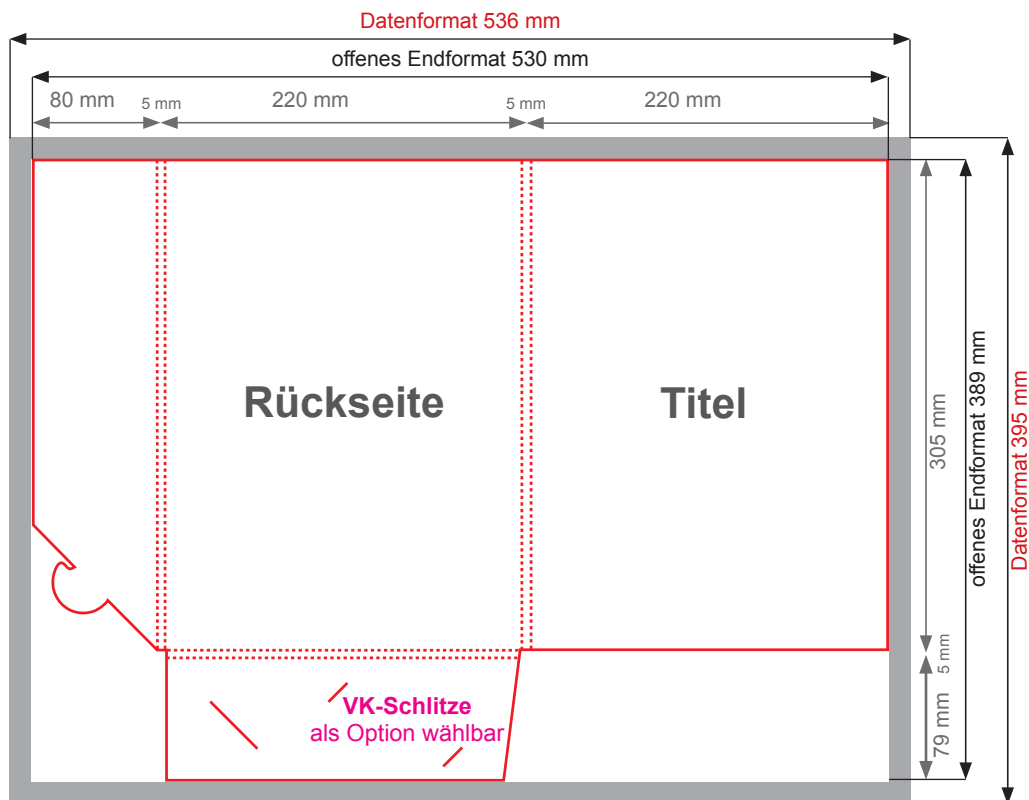 Datenformat 536 mm
offenes Endformat 530 mm
80 mm
5 mm
220 mm
5 mm
220 mm
Rückseite
Titel
305 mm
offenes Endformat 389 mm
Datenformat 395 mm
5 mm
79 mm
VK-Schlitze
als Option wählbar